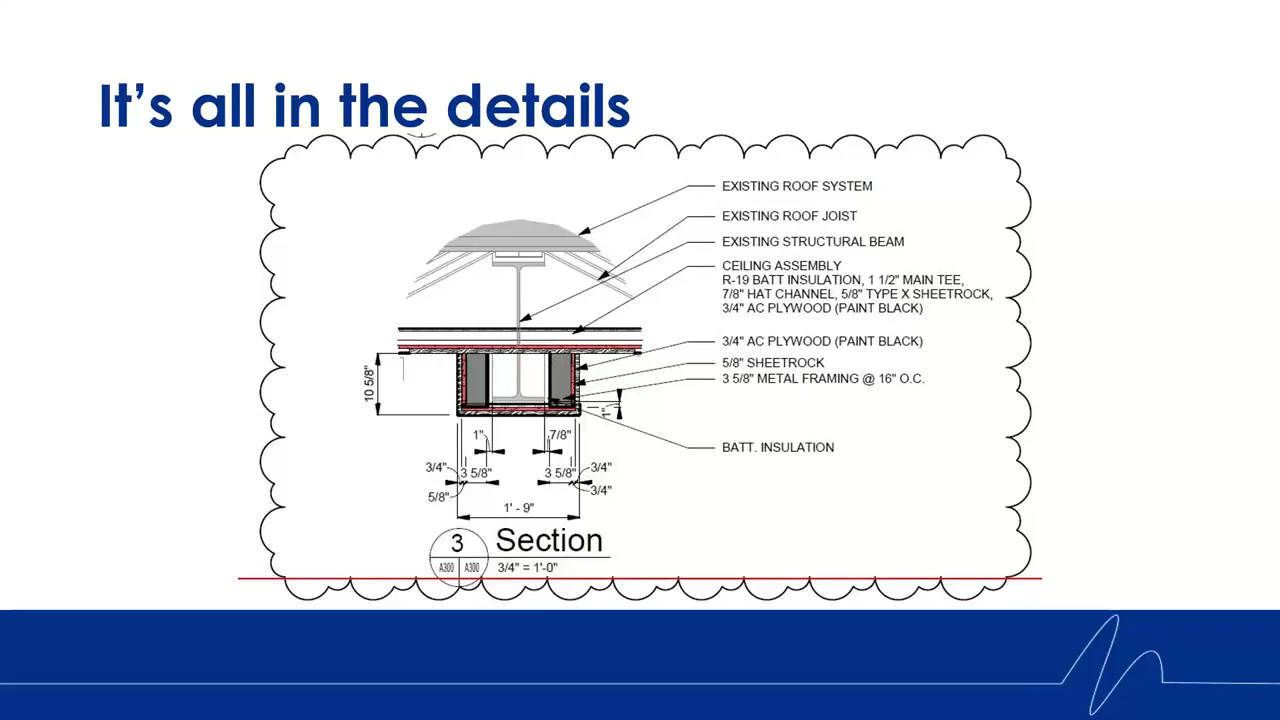 It's all in the details
EXISTING ROOF SYSTEM
EXISTING ROOF JOIST
EXISTING STRUCTURAL BEAM
CEILING ASSEMBLY
R-19 BATT INSULATION, 1 1/2" MAIN TEE,
7/8" HAT CHANNEL, 5/8" TYPE X SHEETROCK,
3/4" AC PLYWOOD (PAINT BLACK)
3/4" AC PLYWOOD (PAINT BLACK)
5/8" SHEETROCK
3 5/8" METAL FRAMING @ 16" O.C.
BATT. INSULATION
10 5/8"
1"
1"
7/8"
3/4"
3 5/8"
3 5/8"
3/4"
5/8"
3/4"
1' - 9"
3
Section
A300
A300
3/4" = 1'-0"